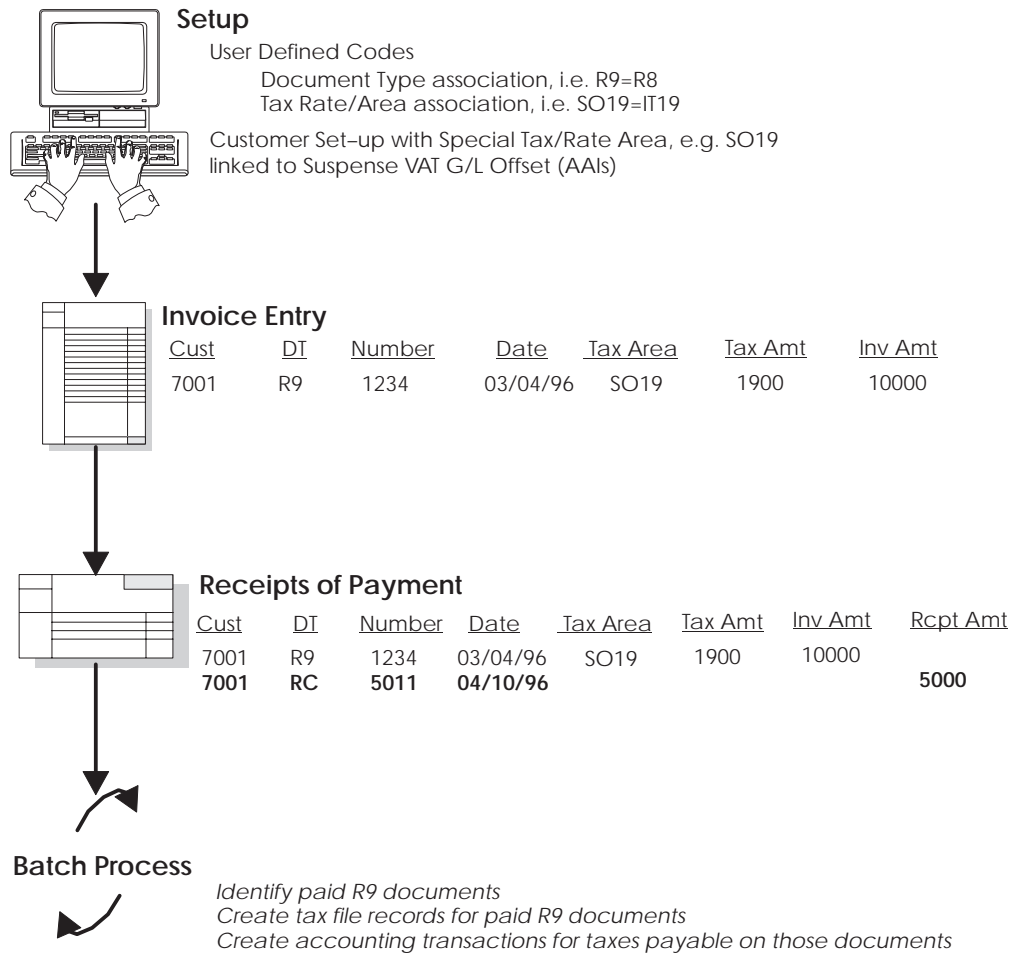 Setup
User Defined Codes
Document Type association, i.e. R9=R8
Tax Rate/Area association, i.e. SO19=IT19
Customer Set–up with Special Tax/Rate Area, e.g. SO19
linked to Suspense VAT G/L Offset (AAIs)
Invoice Entry
Cust DT Number Date Tax Area Tax Amt Inv Amt
7001 R9 1234 03/04/96 SO19 1900 10000
Receipts of Payment
Cust DT Number Date Tax Area Tax Amt Inv Amt Rcpt Amt
7001 R9 1234 03/04/96 SO19 1900 10000
7001 RC 5011 04/10/96 5000
Batch Process
Identify paid R9 documents
Create tax file records for paid R9 documents
Create accounting transactions for taxes payable on those documents